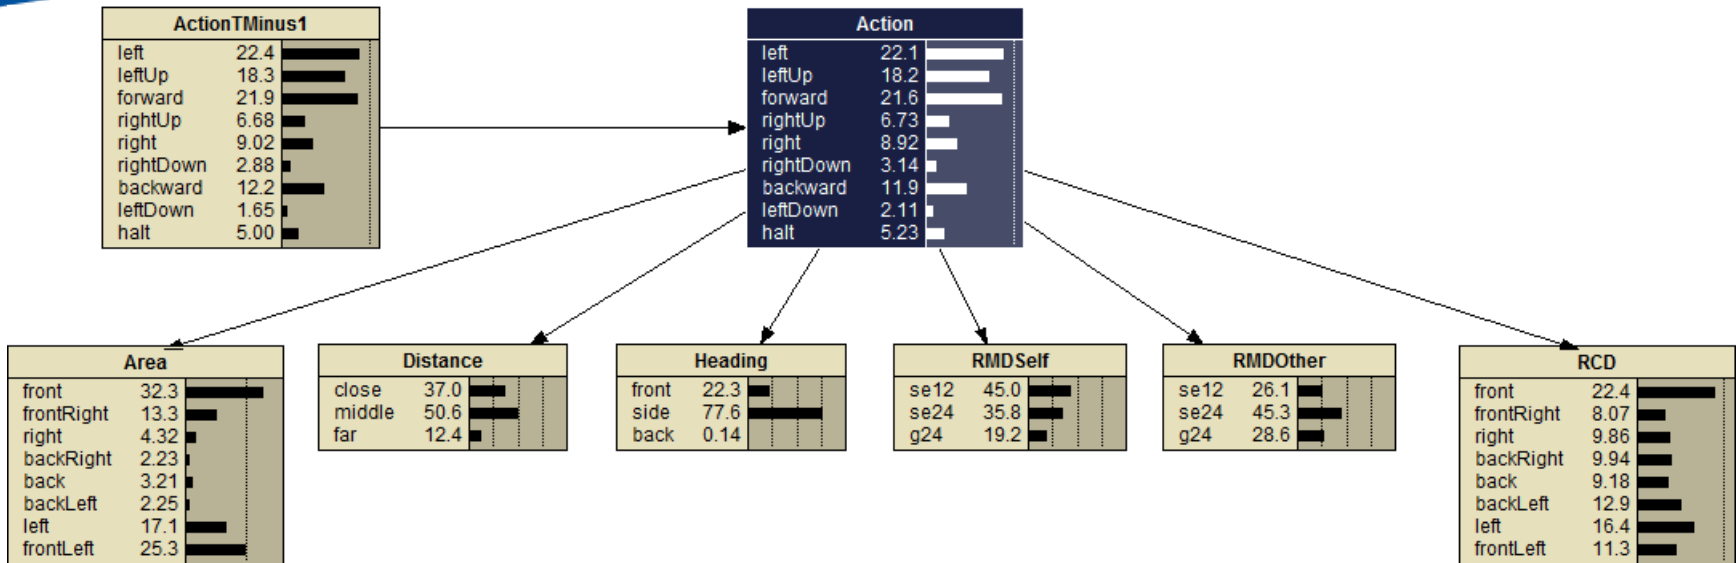 ActionTMinus1
left 22.4
leftUp 18.3
forward 21.9
rightUp 6.68
right 9.02
rightDown 2.88
backward 12.2
leftDown 1.65
halt 5.00
Action
left 22.1
leftUp 18.2
forward 21.6
rightUp 6.73
right 8.92
rightDown 3.14
backward 11.9
leftDown 2.11
halt 5.23
Area
front 32.3
frontRight 13.3
right 4.32
backRight 2.23
back 3.21
backLeft 2.25
left 17.1
frontLeft 25.3
Distance
close 37.0
middle 50.6
far 12.4
Heading
front 22.3
side 77.6
back 0.14
RMDSelf
se12 45.0
se24 35.8
g24 19.2
RMDOther
se12 26.1
se24 45.3
g24 28.6
RCD
front 22.4
frontRight 8.07
right 9.86
backRight 9.94
back 9.18
backLeft 12.9
left 16.4
frontLeft 11.3